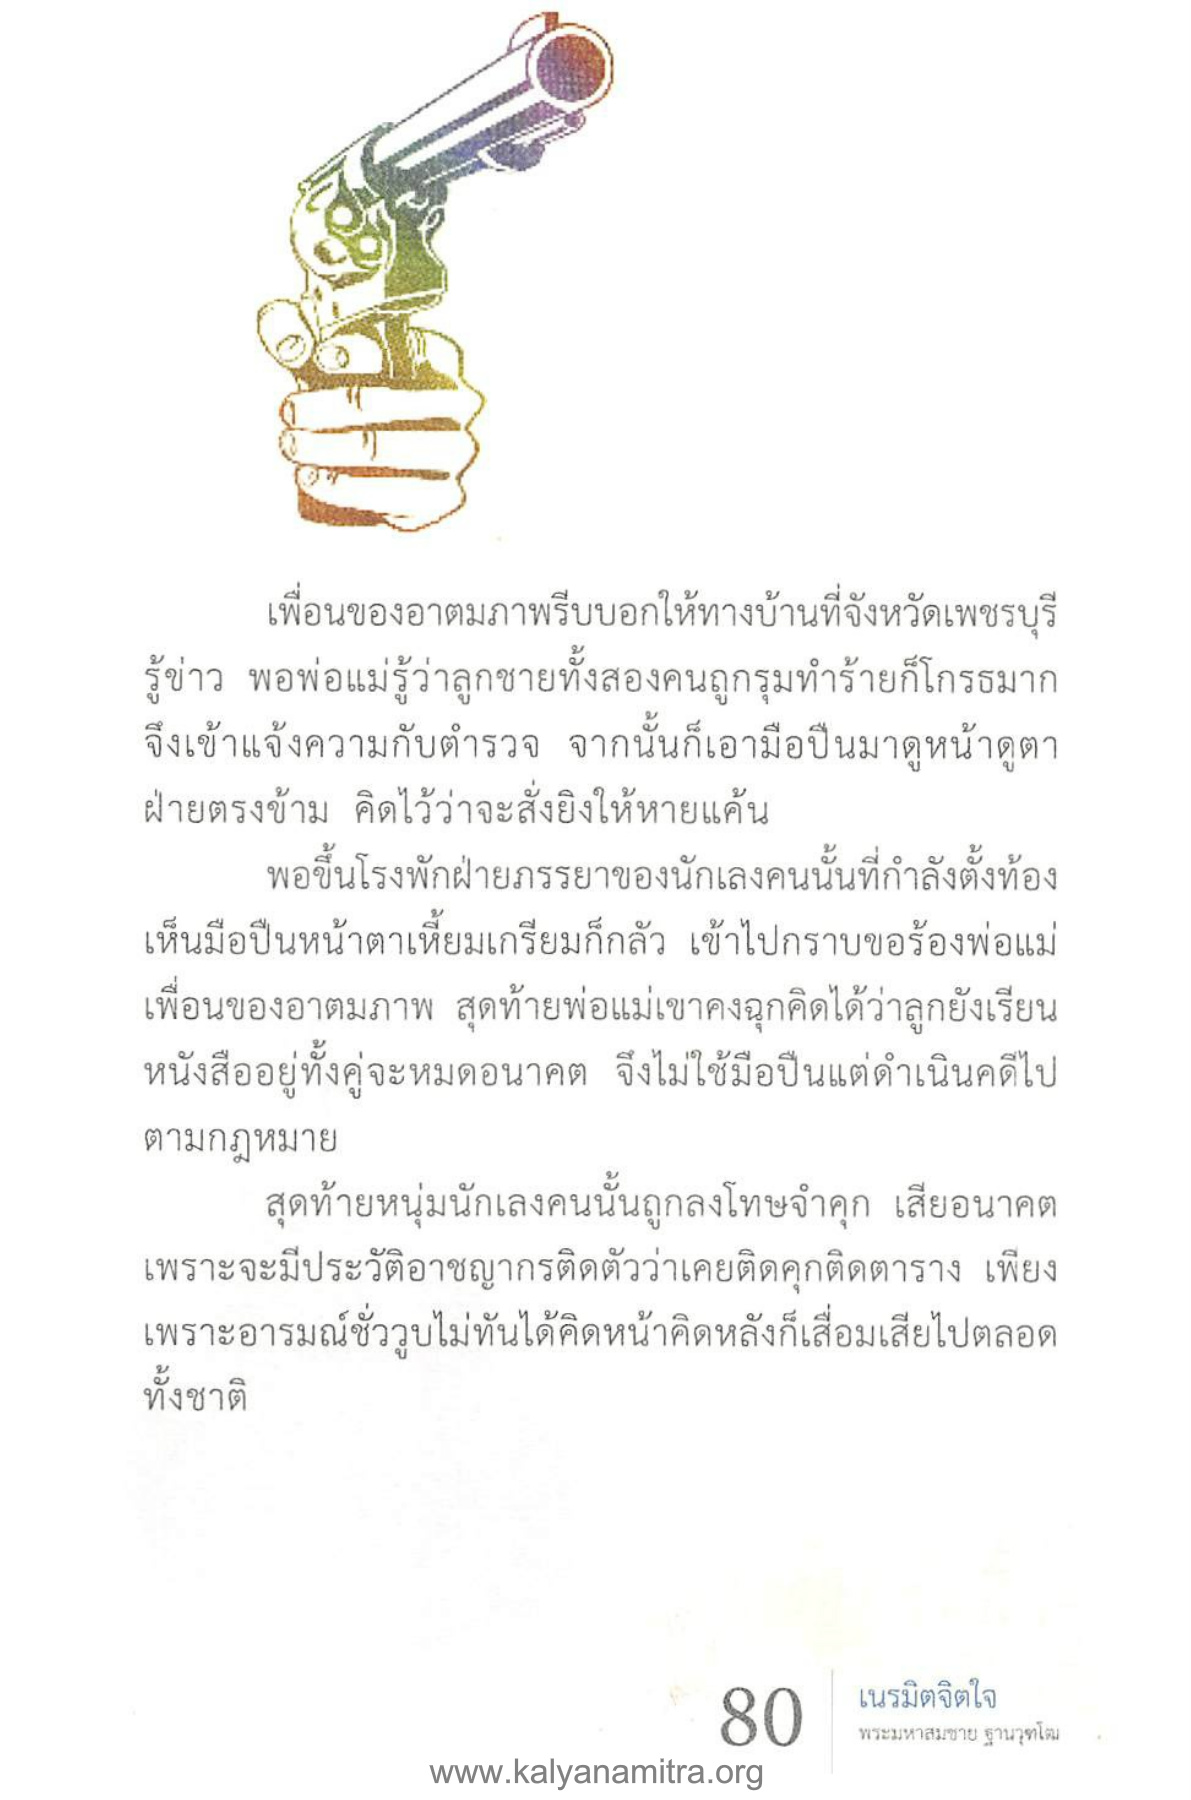 เพื่อนของอาตมภาพรีบบอกให้ทางบ้านที่จังหวัดเพชรบุรี
รู้ข่าว พอพ่อแม่รู้ว่าลูกชายทั้งสองคนถูกรุมทำร้ายก็โกรธมาก
จึงเข้าแจ้งความกับตำรวจ จากนั้นก็เอามือปืนมาดูหน้าดูตา
ฝ่ายตรงข้าม คิดไว้ว่าจะสั่งยิงให้หายแค้น
พอขึ้นโรงพักฝ่ายภรรยาของนักเลงคนนั้นที่กำลังตั้งท้อง
เห็นมือปืนหน้าตาเหี้ยมเกรียมก็กลัว เข้าไปกราบขอร้องพ่อแม่
เพื่อนของอาตมภาพ สุดท้ายพ่อแม่เขาคงฉุกคิดได้ว่าลูกยังเรียน
หนังสืออยู่ทั้งคู่จะหมดอนาคต จึงไม่ใช้มือปืนแต่ดำเนินคดีไป
ตามกฎหมาย
สุดท้ายหนุ่มนักเลงคนนั้นถูกลงโทษจำคุก เสียอนาคต
เพราะจะมีประวัติอาชญากรติดตัวว่าเคยติดคุกติดตาราง เพียง
เพราะอารมณ์ชั่ววูบไม่ทันได้คิดหน้าคิดหลังก็เสื่อมเสียไปตลอด
ทั้งชาติ
80
เนรมิตจิตใจ
พระมหาสมชาย ฐานวุฑโฒ
www.kalyanamitra.org